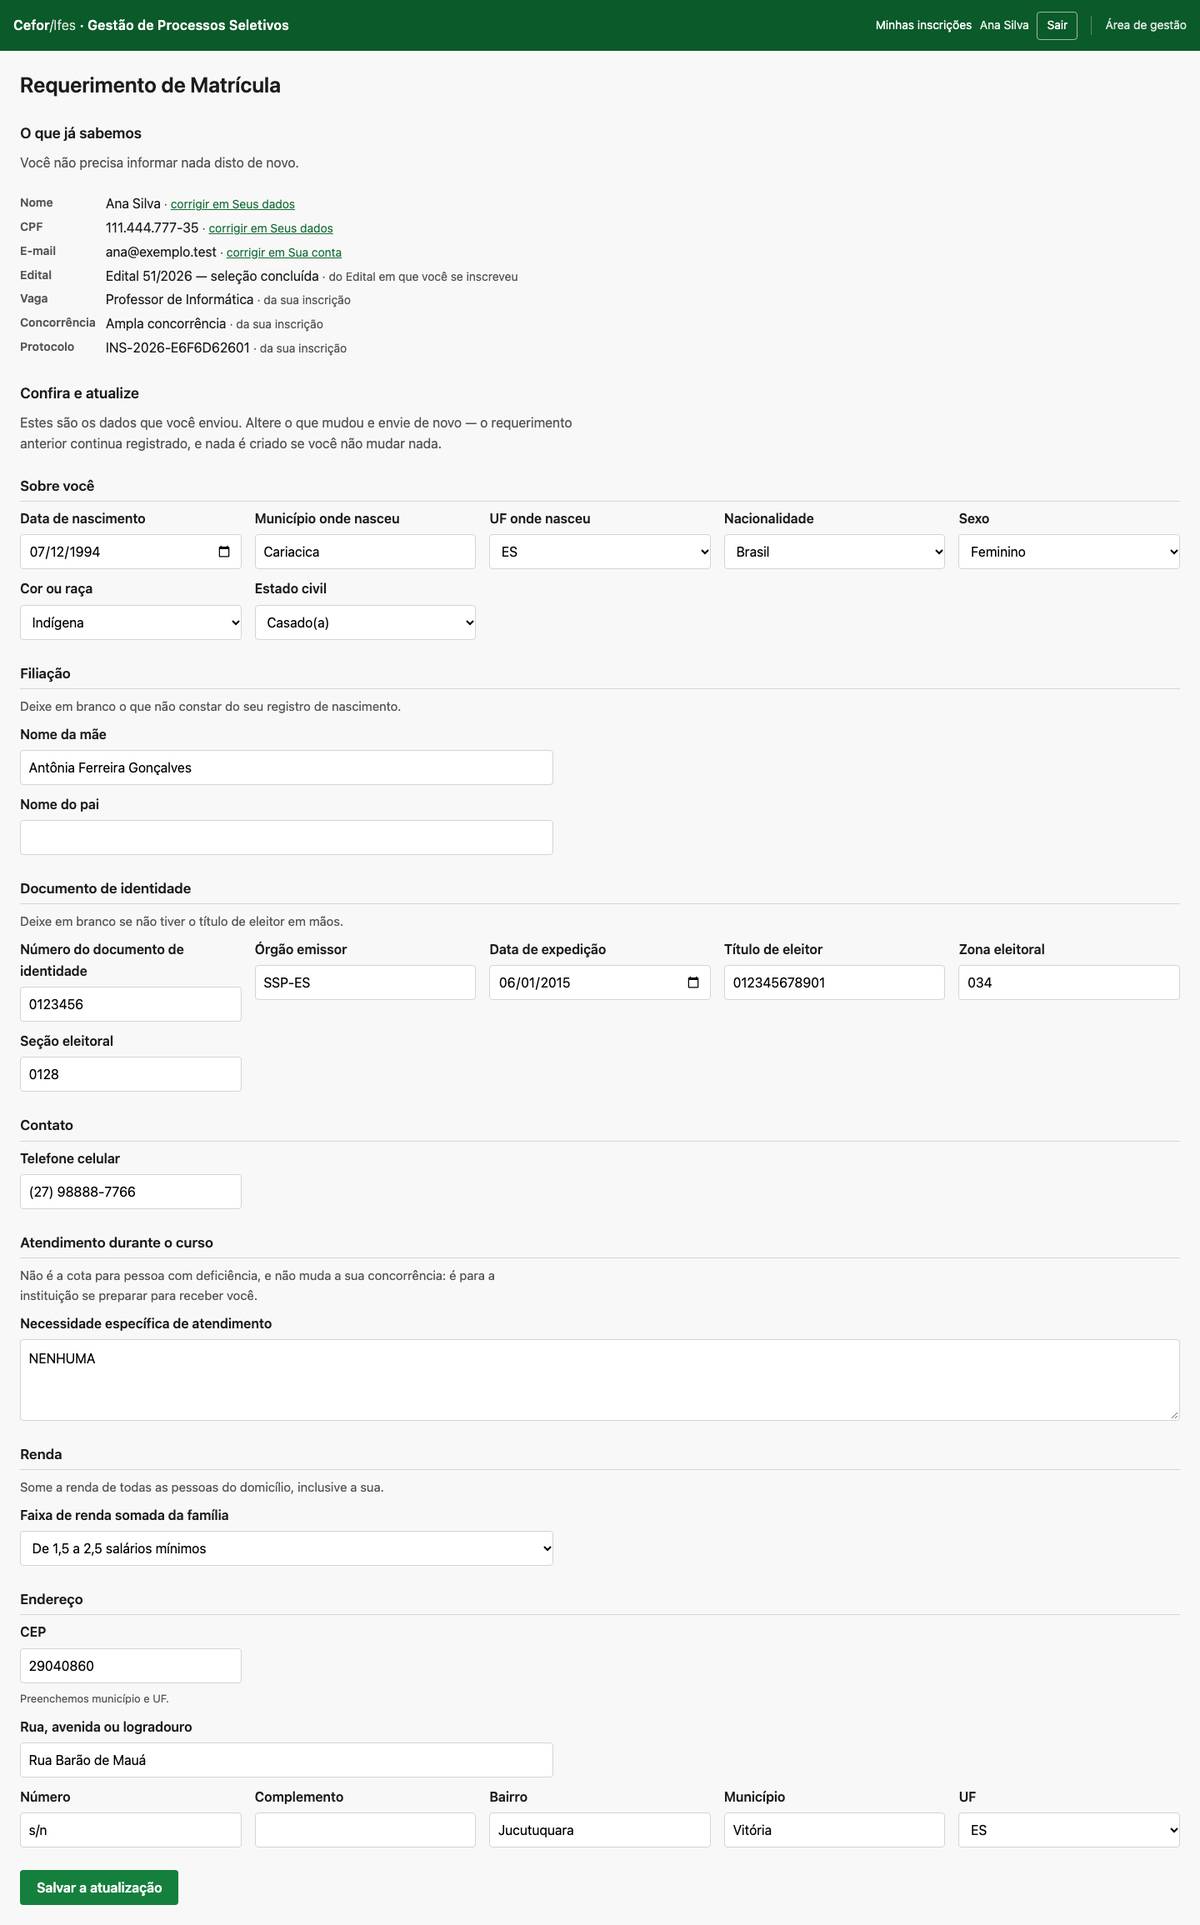 Cefor/Ifes · Gestão de Processos Seletivos
Minhas inscrições Ana Silva Sair Área de gestão
Requerimento de Matrícula
O que já sabemos
Você não precisa informar nada disto de novo.
Nome Ana Silva · corrigir em Seus dados
CPF 111.444.777-35 · corrigir em Seus dados
E-mail ana@exemplo.test · corrigir em Sua conta
Edital Edital 51/2026 — seleção concluída · do Edital em que você se inscreveu
Vaga Professor de Informática · da sua inscrição
Concorrência Ampla concorrência · da sua inscrição
Protocolo INS-2026-E6F6D62601 · da sua inscrição
Confira e atualize
Estes são os dados que você enviou. Altere o que mudou e envie de novo — o requerimento
anterior continua registrado, e nada é criado se você não mudar nada.
Sobre você
Data de nascimento Município onde nasceu UF onde nasceu Nacionalidade Sexo
07/12/1994 Cariacica ES Brasil Feminino
Cor ou raça Estado civil
Indígena Casado(a)
Filiação
Deixe em branco o que não constar do seu registro de nascimento.
Nome da mãe
Antônia Ferreira Gonçalves
Nome do pai
Documento de identidade
Deixe em branco se não tiver o título de eleitor em mãos.
Número do documento de
identidade
Órgão emissor Data de expedição Título de eleitor Zona eleitoral
0123456 SSP-ES 06/01/2015 012345678901 034
Seção eleitoral
0128
Contato
Telefone celular
(27) 98888-7766
Atendimento durante o curso
Não é a cota para pessoa com deficiência, e não muda a sua concorrência: é para a
instituição se preparar para receber você.
Necessidade específica de atendimento
NENHUMA
Renda
Some a renda de todas as pessoas do domicílio, inclusive a sua.
Faixa de renda somada da família
De 1,5 a 2,5 salários mínimos
Endereço
CEP
29040860
Preenchemos município e UF.
Rua, avenida ou logradouro
Rua Barão de Mauá
Número Complemento Bairro Município UF
s/n Jucutuquara Vitória ES
Salvar a atualização